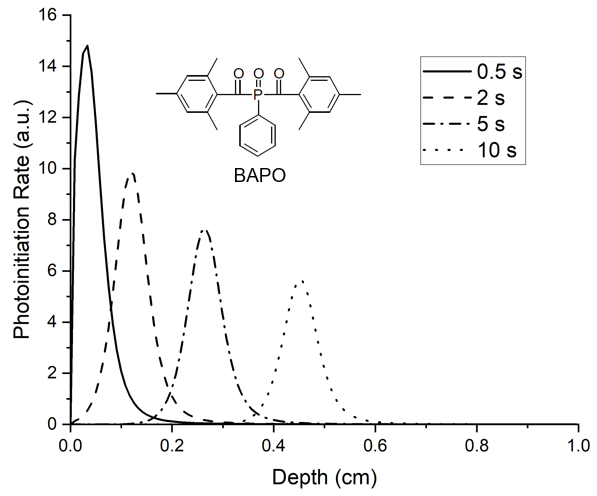 16
14
12
10
8
6
4
2
0
Photoinitiation Rate (a.u.)
O O O
P
BAPO
0.5 s
2 s
5 s
10 s
0.0 0.2 0.4 0.6 0.8 1.0
Depth (cm)